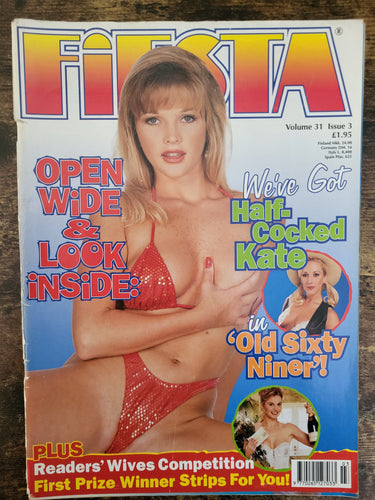 FiESTA
®
Volume 31 Issue 3
£1.95
OPEN
WiDE
&
LOOK
iNSiDE:
We've Got
Half-
Cocked
Kate
in
'Old Sixty
Niner'!
PLUS
Readers' Wives Competition
First Prize Winner Strips For You!
03